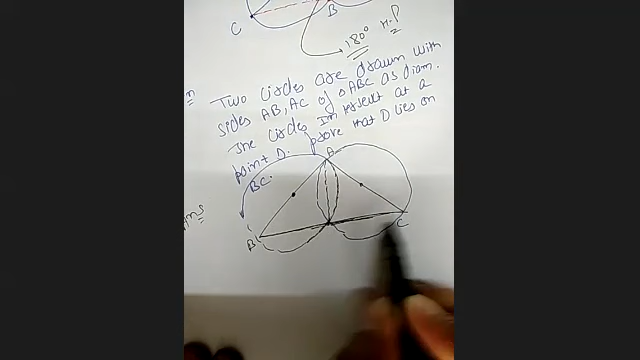 C
B
180° H.P
Two circles are drawn with
sides AB, AC of △ABC as diam.
The circles Intersect at a
point D. prove that D lies on
BC.
Ans
A
B
C